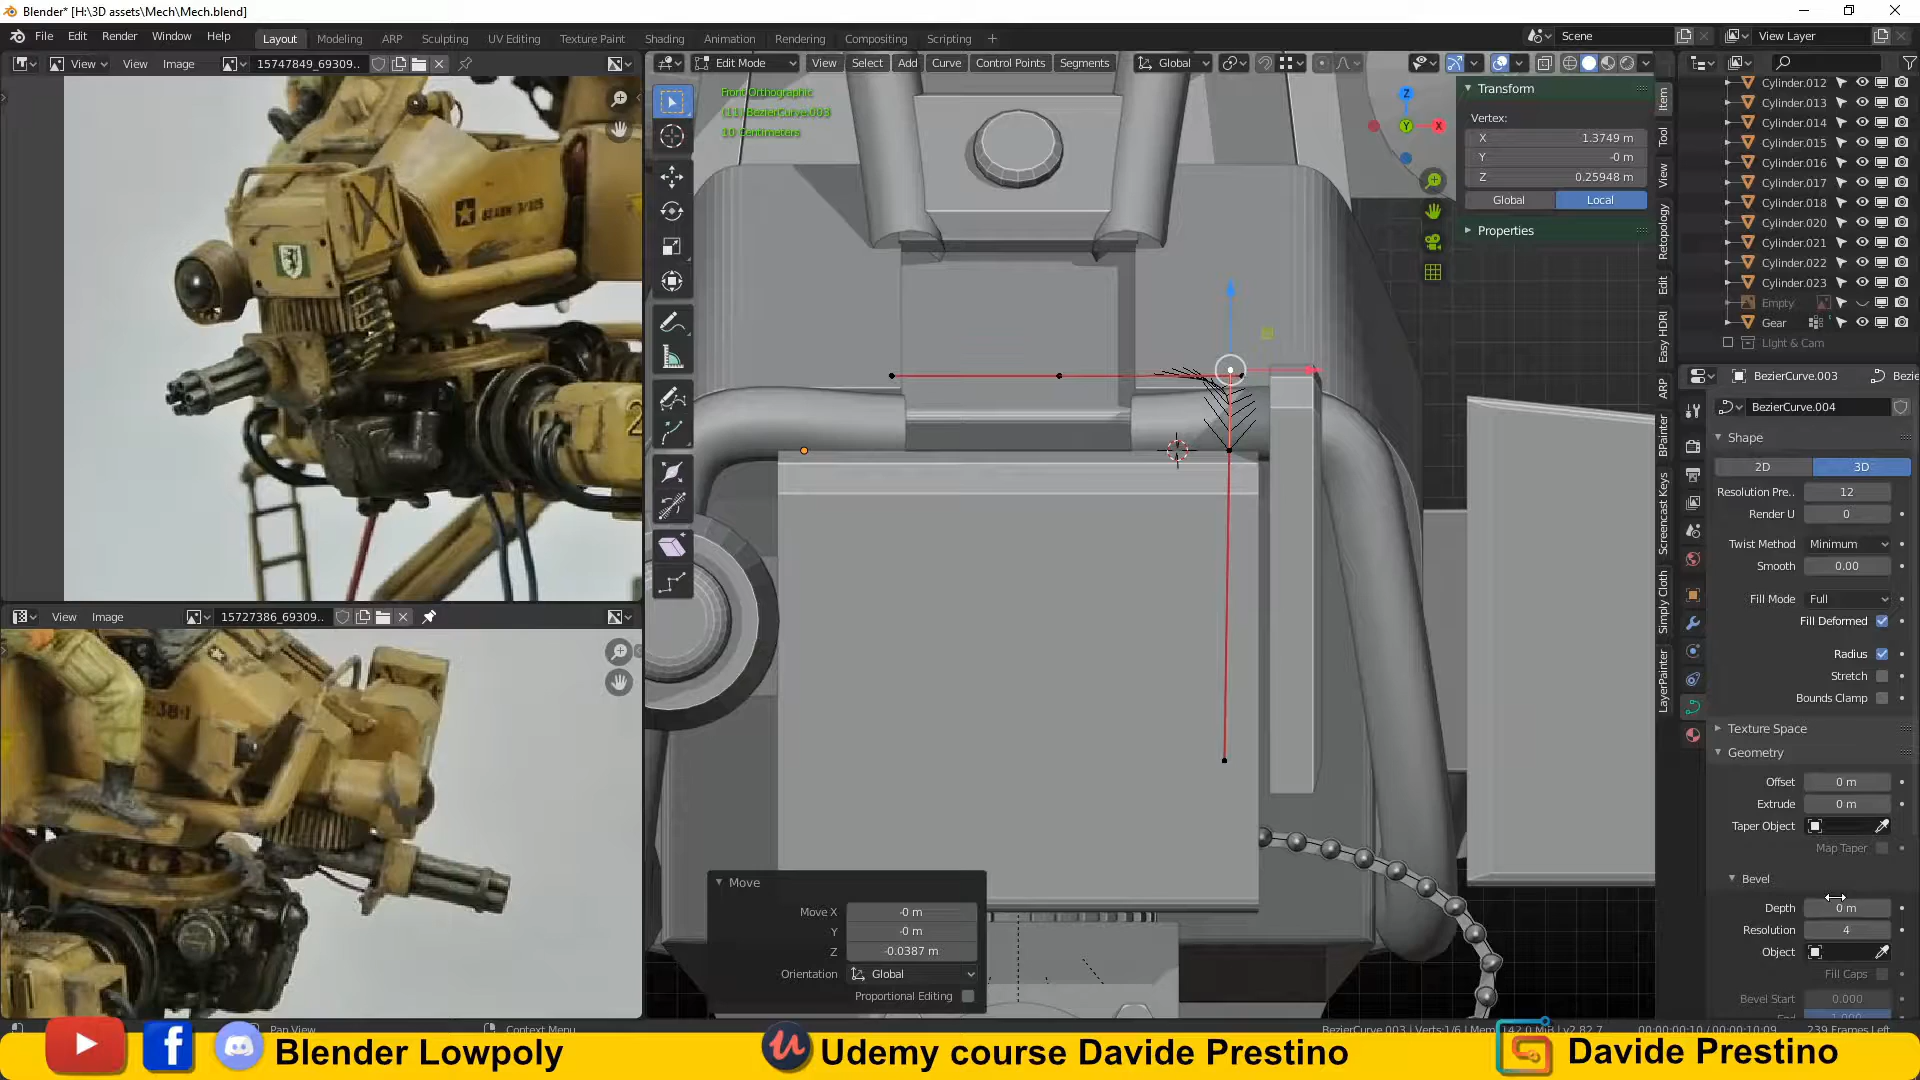 Blender* [H:\3D assets\Mech\Mech.blend]
File Edit Render Window Help Layout Modeling ARP Sculpting UV Editing Texture Paint Shading Animation Rendering Compositing Scripting Scene View Layer
View View Image 15747849_69309..
Edit Mode View Select Add Curve Control Points Segments Global
Front Orthographic
(11) BezierCurve.003
10 Centimeters
Z
Y
X
Transform
Vertex:
X 1.3749 m
Y -0 m
Z 0.25948 m
Global Local
Properties
Item
Tool
View
Retopology
Edit
Easy HDRI
ARP
BPainter
Screencast Keys
Simply Cloth
LayerPainter
Cylinder.012
Cylinder.013
Cylinder.014
Cylinder.015
Cylinder.016
Cylinder.017
Cylinder.018
Cylinder.020
Cylinder.021
Cylinder.022
Cylinder.023
Empty
Gear
Light & Cam
BezierCurve.003 Bezie
BezierCurve.004
Shape
2D 3D
Resolution Pre.. 12
Render U 0
Twist Method Minimum
Smooth 0.00
Fill Mode Full
Fill Deformed
Radius
Stretch
Bounds Clamp
Texture Space
Geometry
Offset 0 m
Extrude 0 m
Taper Object
Map Taper
Bevel
Depth 0 m
Resolution 4
Object
Fill Caps
Bevel Start 0.000
View Image 15727386_69309..
Move
Move X -0 m
Y -0 m
Z -0.0387 m
Orientation Global
Proportional Editing
Pan View Context Menu
Blender Lowpoly
Udemy course Davide Prestino
Davide Prestino